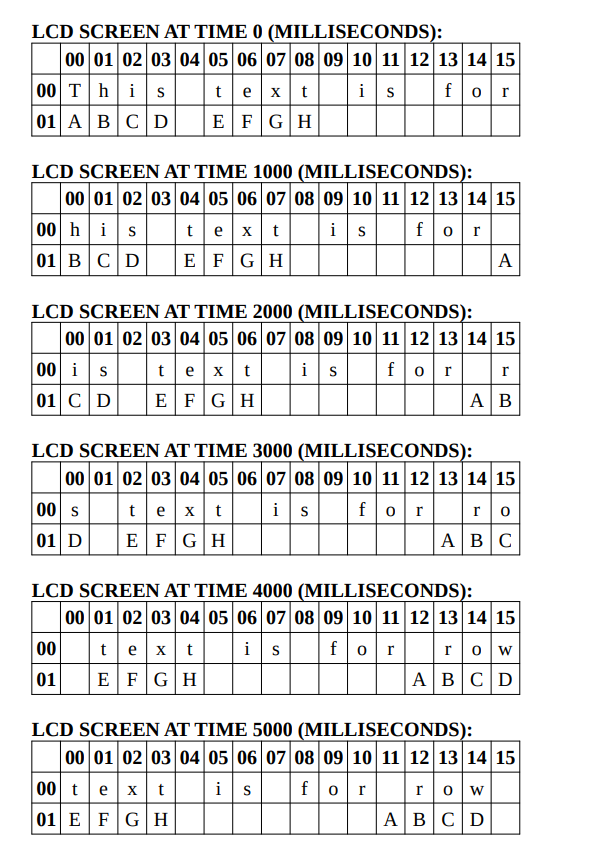 LCD SCREEN AT TIME 0 (MILLISECONDS):
00 01 02 03 04 05 06 07 08 09 10 11 12 13 14 15
00 T h i s t e x t i s f o r
01 A B C D E F G H
LCD SCREEN AT TIME 1000 (MILLISECONDS):
00 01 02 03 04 05 06 07 08 09 10 11 12 13 14 15
00 h i s t e x t i s f o r
01 B C D E F G H A
LCD SCREEN AT TIME 2000 (MILLISECONDS):
00 01 02 03 04 05 06 07 08 09 10 11 12 13 14 15
00 i s t e x t i s f o r r
01 C D E F G H A B
LCD SCREEN AT TIME 3000 (MILLISECONDS):
00 01 02 03 04 05 06 07 08 09 10 11 12 13 14 15
00 s t e x t i s f o r r o
01 D E F G H A B C
LCD SCREEN AT TIME 4000 (MILLISECONDS):
00 01 02 03 04 05 06 07 08 09 10 11 12 13 14 15
00 t e x t i s f o r r o w
01 E F G H A B C D
LCD SCREEN AT TIME 5000 (MILLISECONDS):
00 01 02 03 04 05 06 07 08 09 10 11 12 13 14 15
00 t e x t i s f o r r o w
01 E F G H A B C D